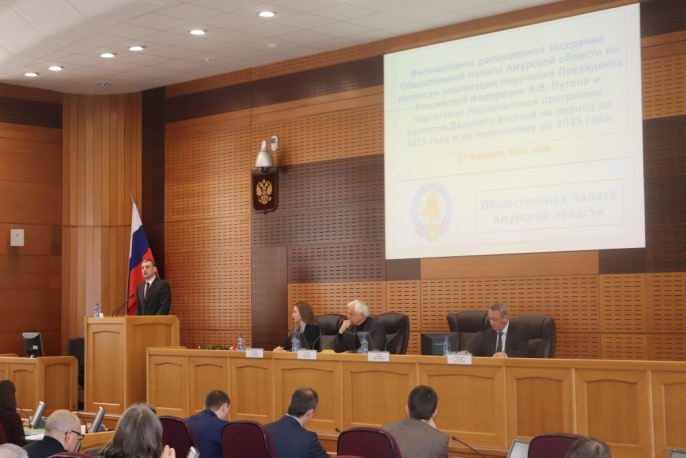 Внеочередное расширенное заседание
Общественной палаты Амурской области по
вопросам реализации поручения Президента
Российской Федерации В.В. Путина о
подготовке Национальной программы
развития Дальнего Востока на период до
2025 года и на перспективу до 2035 года.
27 февраля 2019 года
Общественная палата
Амурской области